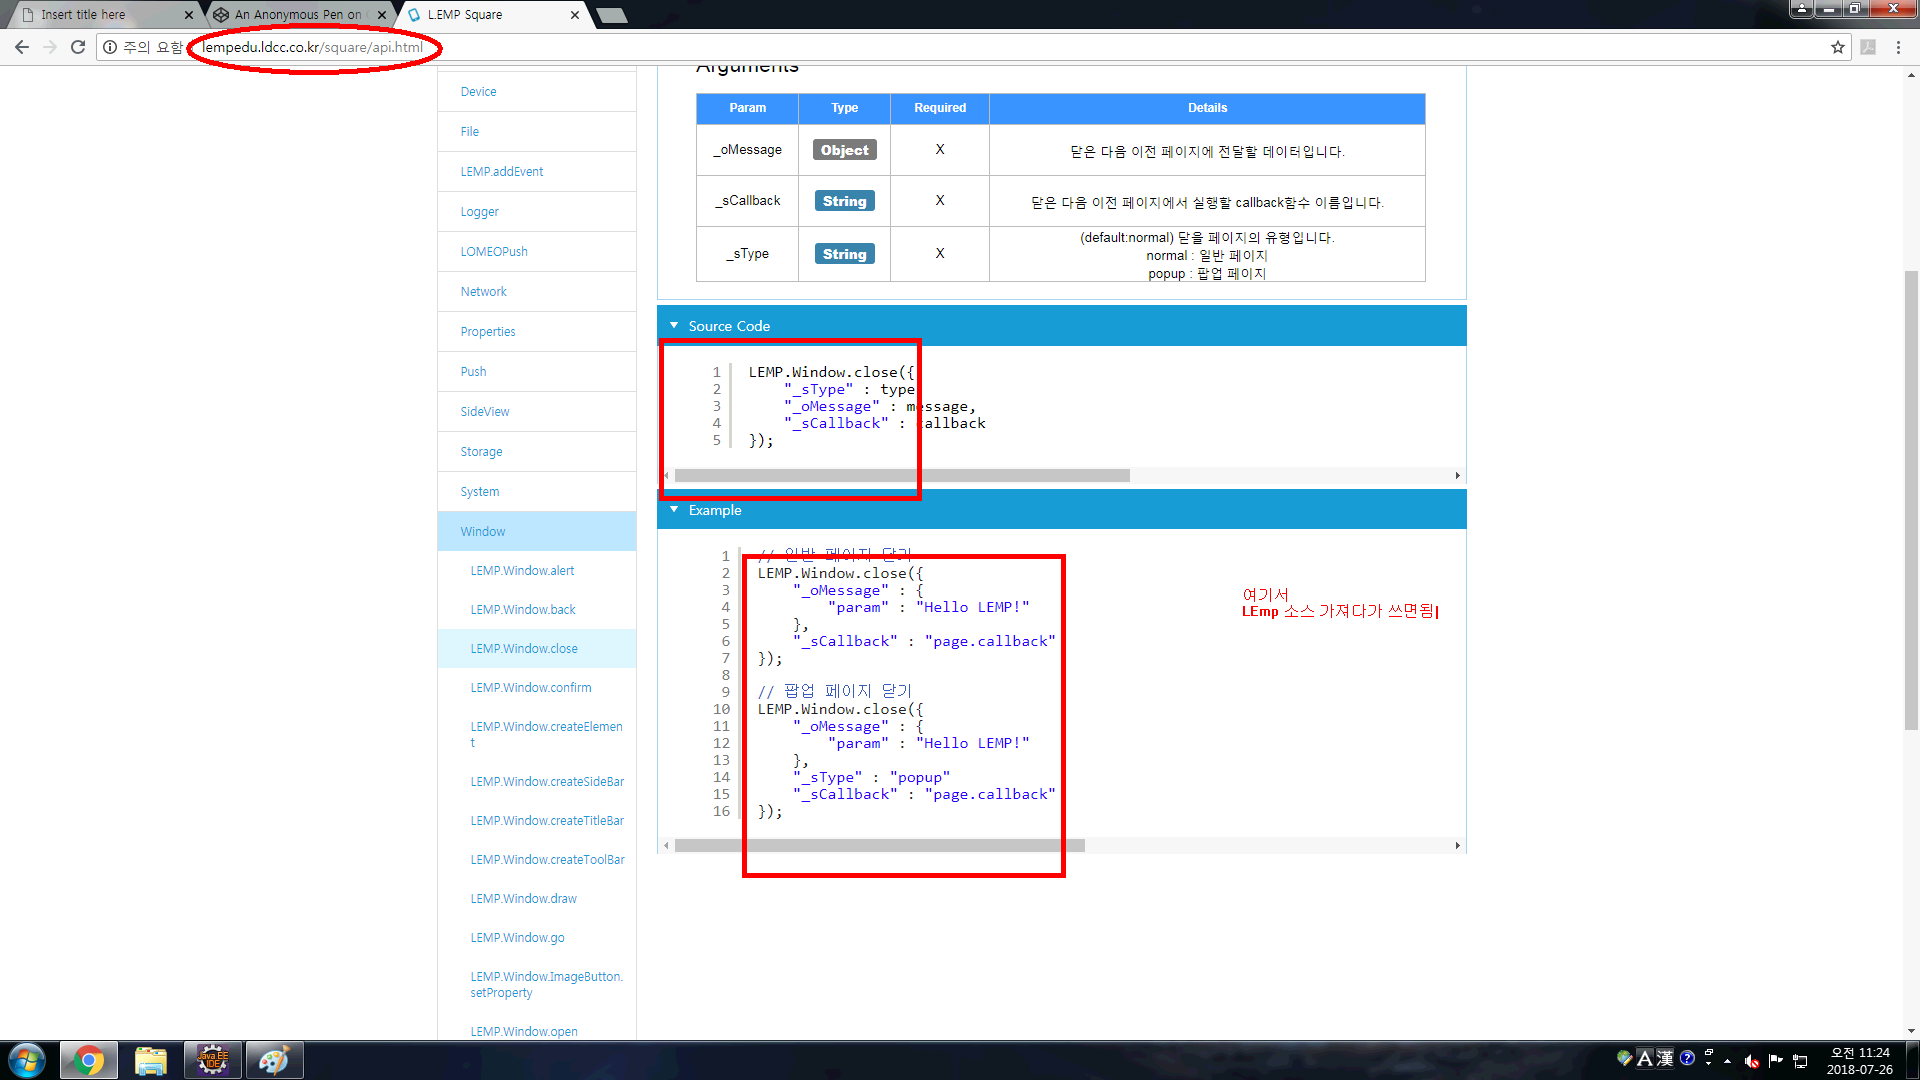 Insert title here
An Anonymous Pen on
L.EMP Square
주의 요함
lempedu.ldcc.co.kr/square/api.html
Device
File
LEMP.addEvent
Logger
LOMEOPush
Network
Properties
Push
SideView
Storage
System
Window
LEMP.Window.alert
LEMP.Window.back
LEMP.Window.close
LEMP.Window.confirm
LEMP.Window.createElemen
t
LEMP.Window.createSideBar
LEMP.Window.createTitleBar
LEMP.Window.createToolBar
LEMP.Window.draw
LEMP.Window.go
LEMP.Window.ImageButton.
setProperty
LEMP.Window.open
Arguments
Param Type Required Details
_oMessage Object X 닫은 다음 이전 페이지에 전달할 데이터입니다.
_sCallback String X 닫은 다음 이전 페이지에서 실행할 callback함수 이름입니다.
_sType String X (default:normal) 닫을 페이지의 유형입니다.
normal : 일반 페이지
popup : 팝업 페이지
Source Code
1 LEMP.Window.close({
2 "_sType" : type
3 "_oMessage" : message,
4 "_sCallback" : callback
5 });
Example
1 // 일반 페이지 닫기
2 LEMP.Window.close({
3 "_oMessage" : {
4 "param" : "Hello LEMP!"
5 },
6 "_sCallback" : "page.callback"
7 });
8
9 // 팝업 페이지 닫기
10 LEMP.Window.close({
11 "_oMessage" : {
12 "param" : "Hello LEMP!"
13 },
14 "_sType" : "popup"
15 "_sCallback" : "page.callback"
16 });
여기서
LEmp 소스 가져다가 쓰면됨
Java EE
IDE
A 漢
오전 11:24
2018-07-26